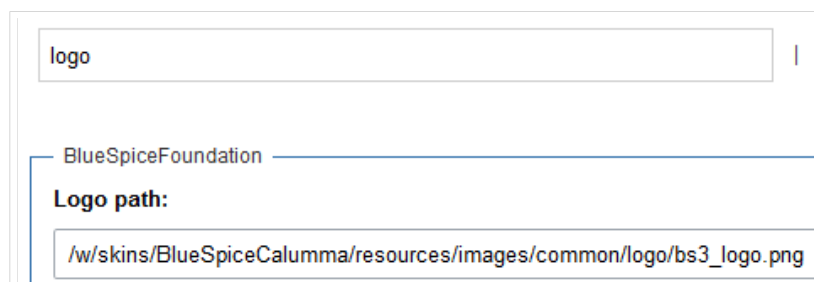 logo
BlueSpiceFoundation
Logo path:
/w/skins/BlueSpiceCalumma/resources/images/common/logo/bs3_logo.png